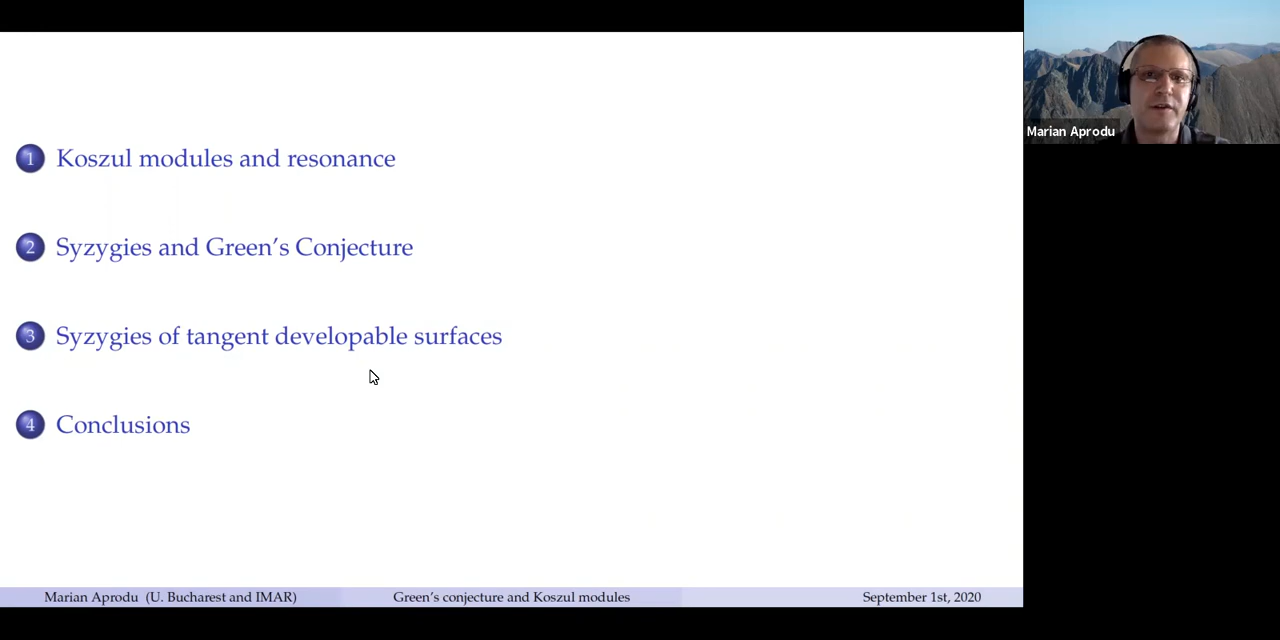 1 Koszul modules and resonance
2 Syzygies and Green's Conjecture
3 Syzygies of tangent developable surfaces
4 Conclusions
Marian Aprodu (U. Bucharest and IMAR) Green's conjecture and Koszul modules September 1st, 2020
Marian Aprodu